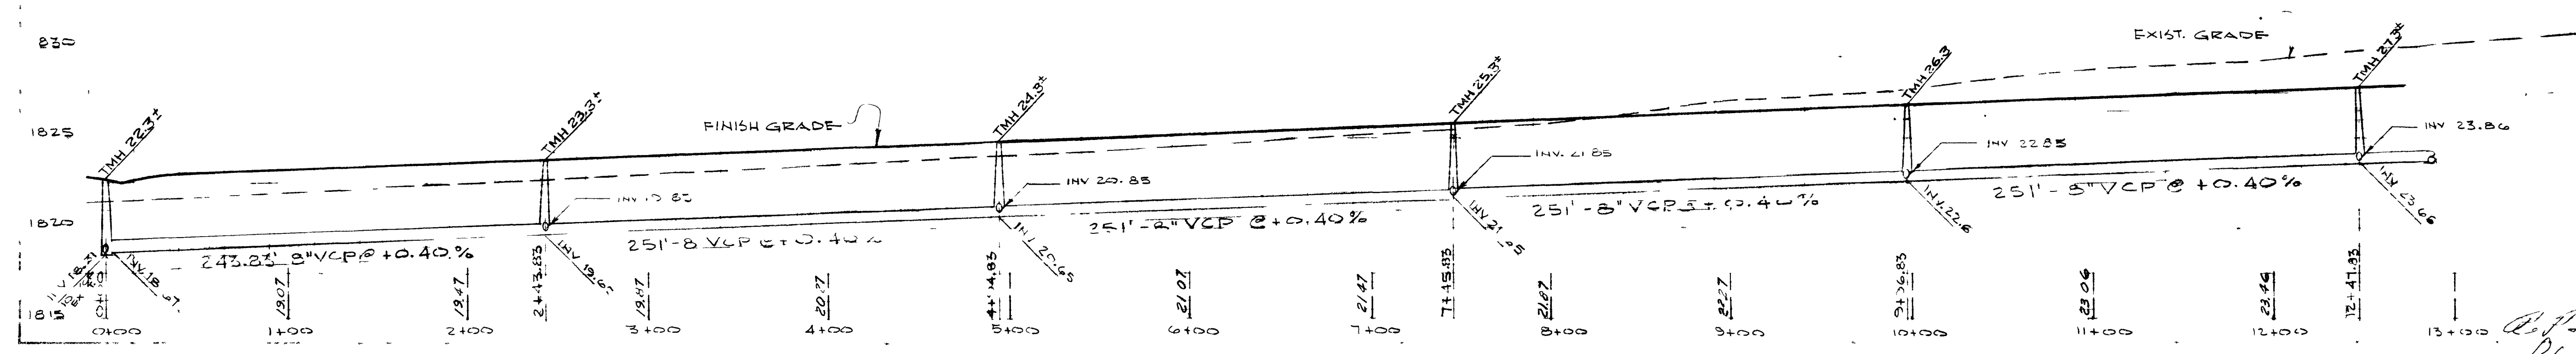 830
EXIST. GRADE
TMH 27.3±
TMH 26.3
TMH 25.3±
TMH 24.3±
TMH 23.3±
TMH 22.3±
FINISH GRADE
1825
INV 23.86
INV 22.85
INV. 21 85
INV 20.85
INV 19 85
1820
243.83' 8"VCP @ +0.40%
251'-8 VCP @ +0.40%
251'-8" VCP @ +0.40%
251'-8" VCP @ +0.40%
251'-8"VCP @ +0.40%
INV. 18 67
INV 19.6
INV 20.65
INV 21
INV. 22.6
INV 23 66
19.07
19.47
2+43.83
19.87
20.27
83
21 07
21.47
7+45.83
21.87
22.27
9+96.83
23 06
23.46
12+47.83
1815
0+00
1+00
2+00
3+00
4+00
5+00
6+00
7+00
8+00
9+00
10+00
11+00
12+00
13+00